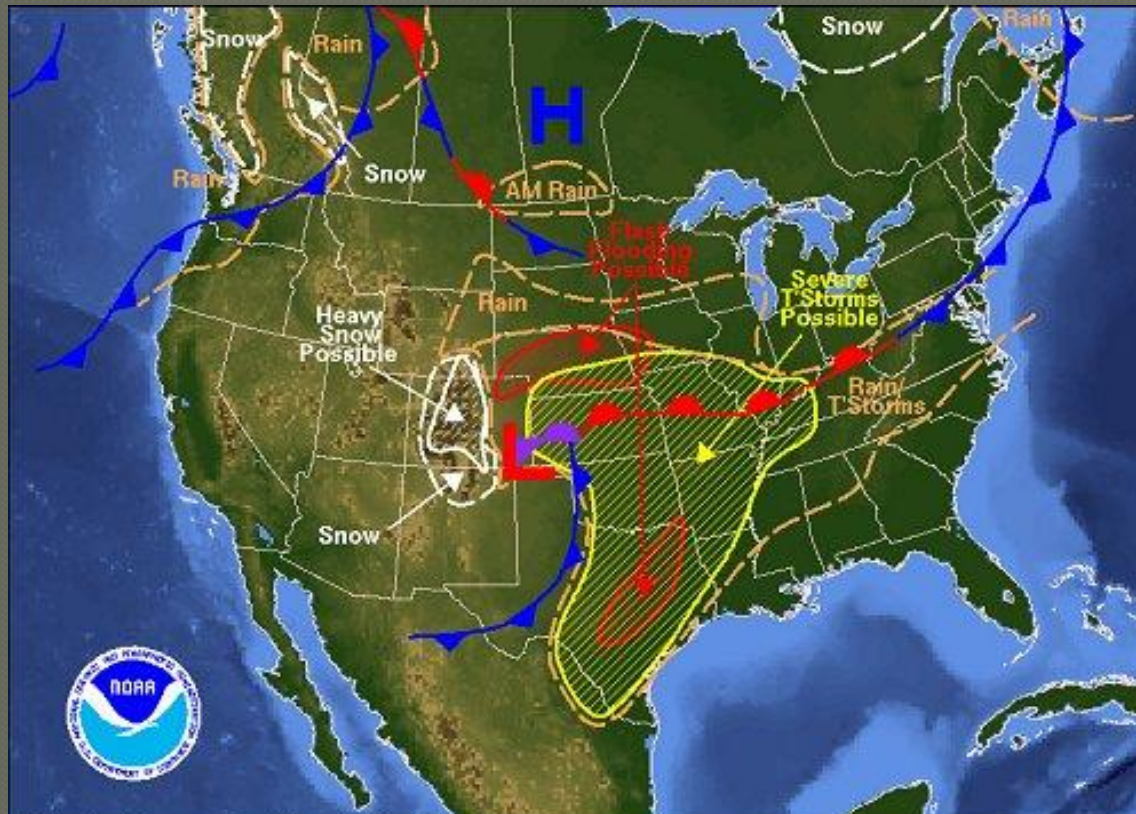 Snow
Rain
Snow
Rain
H
Rain
Snow
AM Rain
Flash
Flooding
Possible
Severe
T'Storms
Possible
Rain
Heavy
Snow
Possible
Rain/
T'Storms
L
Snow
NOAA